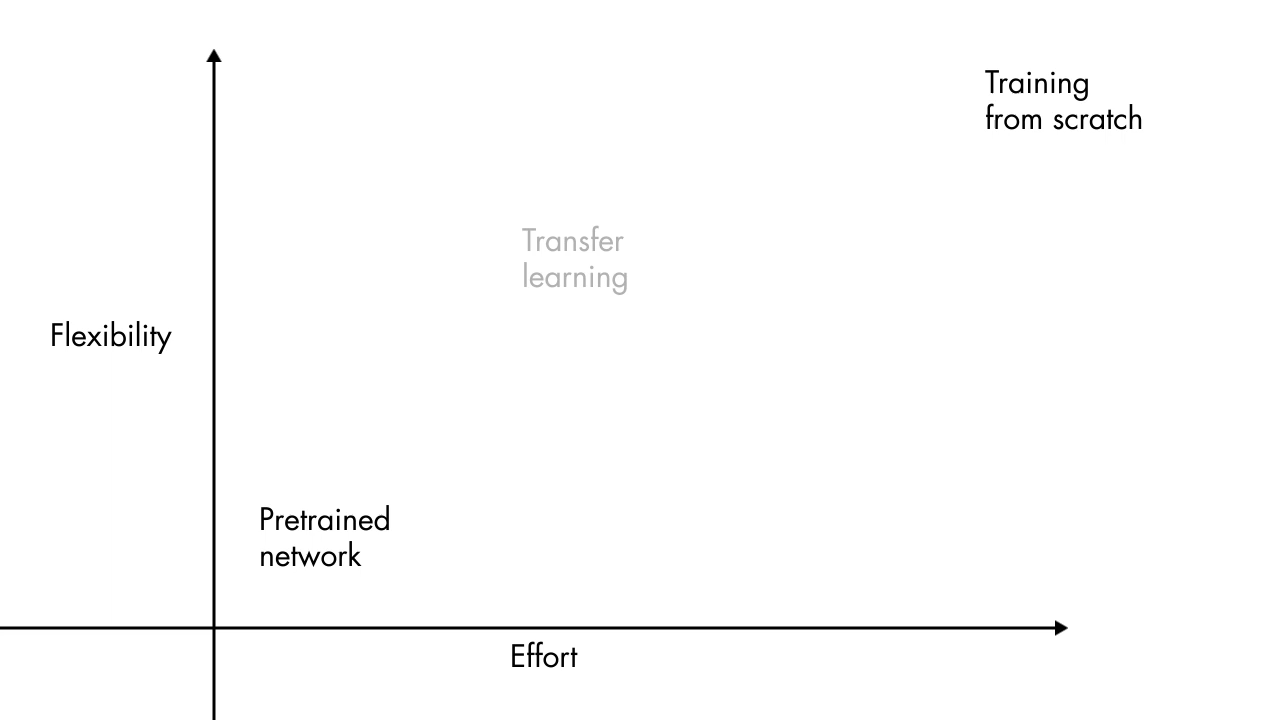 Training
from scratch
Transfer
learning
Flexibility
Pretrained
network
Effort